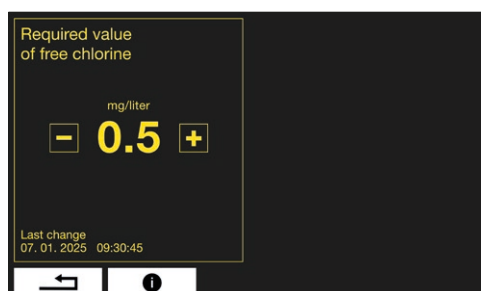 Required value
of free chlorine
mg/liter
− 0.5 +
Last change
07. 01. 2025 09:30:45